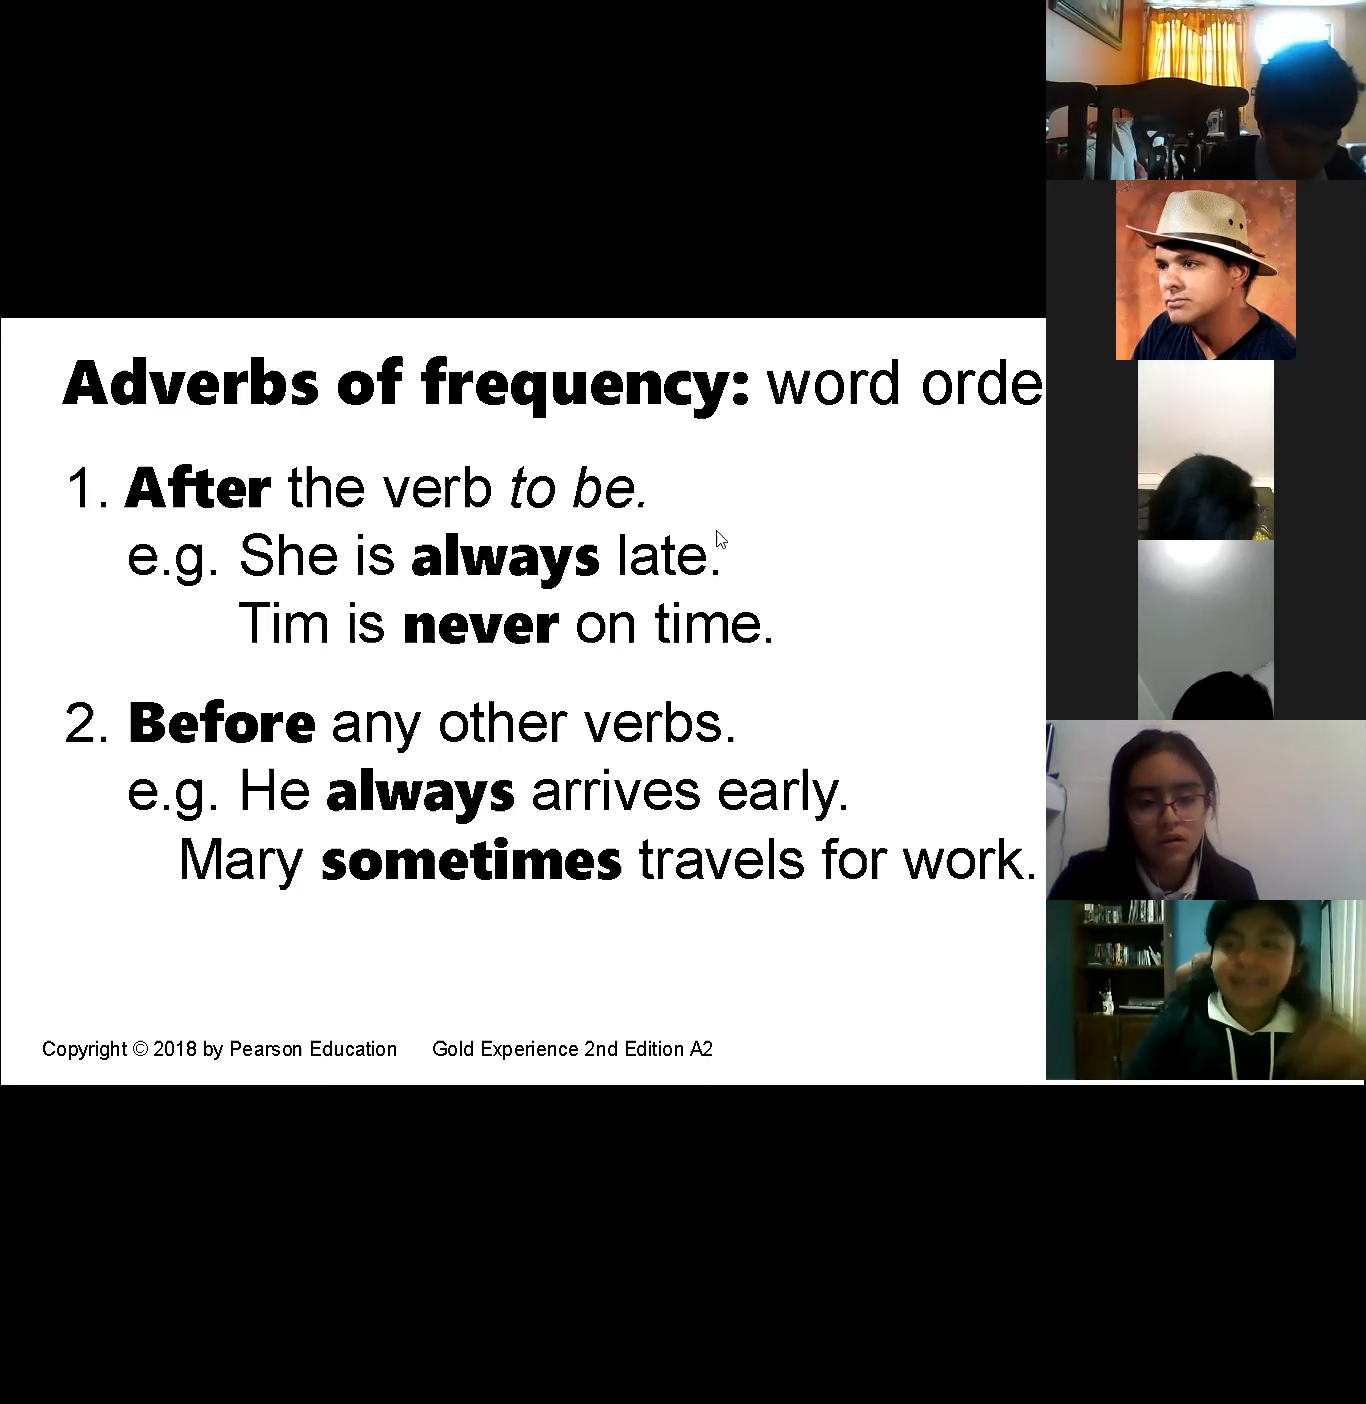 Adverbs of frequency: word orde
1. After the verb to be.
e.g. She is always late.
Tim is never on time.
2. Before any other verbs.
e.g. He always arrives early.
Mary sometimes travels for work.
Copyright © 2018 by Pearson Education Gold Experience 2nd Edition A2